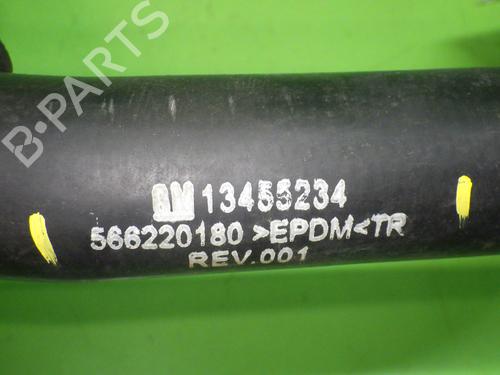 B-PARTS
GM 13455234
566220180 >EPDM<TR
REV.001